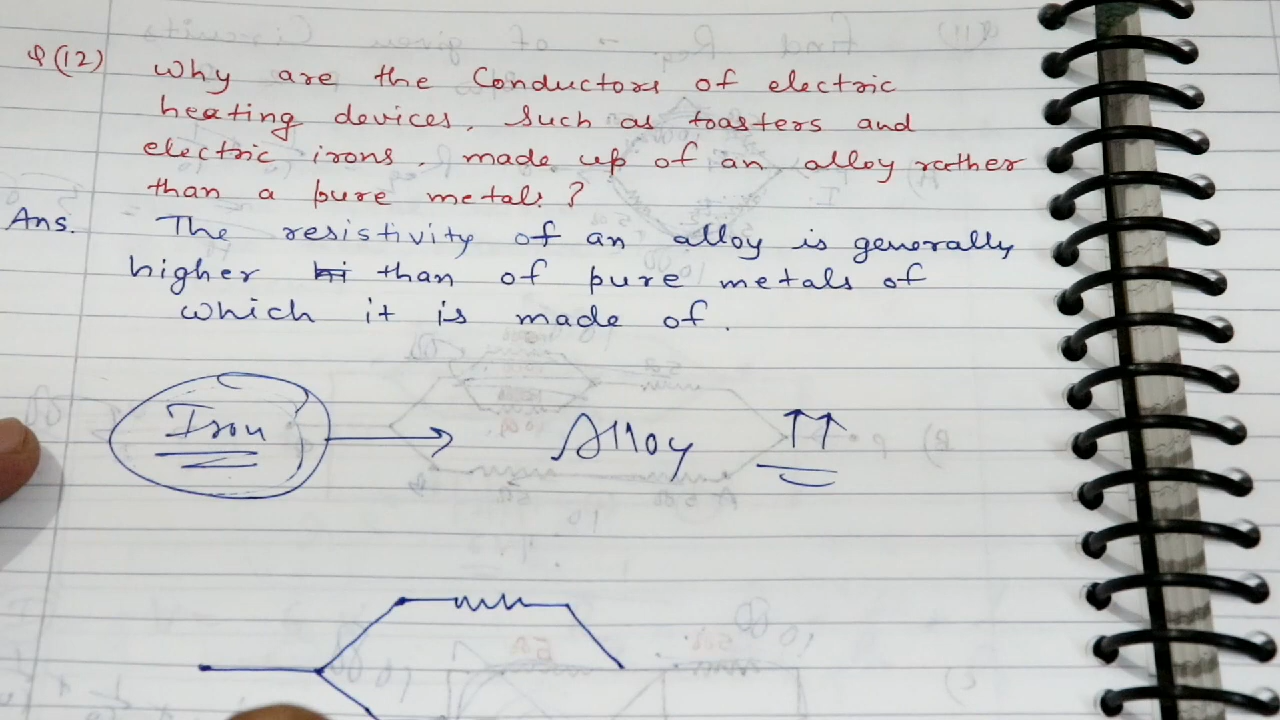 Q(12) Why are the Conductors of electric
heating devices, Such as toasters and
electric irons, made up of an alloy rather
than a pure metal?
Ans. The resistivity of an alloy is generally
higher than of pure metals of
which it is made of.
Iron → Alloy ↑↑